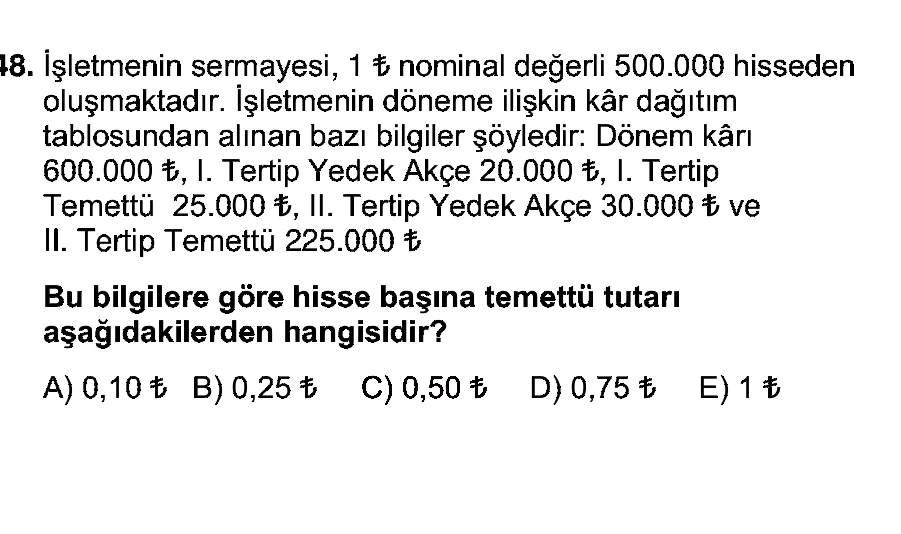 48. İşletmenin sermayesi, 1 ₺ nominal değerli 500.000 hisseden
oluşmaktadır. İşletmenin döneme ilişkin kâr dağıtım
tablosundan alınan bazı bilgiler şöyledir: Dönem kârı
600.000 ₺, I. Tertip Yedek Akçe 20.000 ₺, I. Tertip
Temettü 25.000 ₺, II. Tertip Yedek Akçe 30.000 ₺ ve
II. Tertip Temettü 225.000 ₺
Bu bilgilere göre hisse başına temettü tutarı
aşağıdakilerden hangisidir?
A) 0,10 ₺ B) 0,25 ₺ C) 0,50 ₺ D) 0,75 ₺ E) 1 ₺